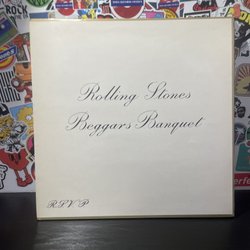 Rolling Stones
Beggars Banquet
R.S.V.P.